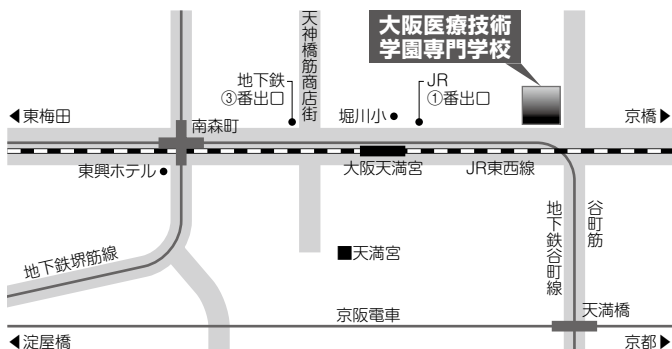 大阪医療技術
学園専門学校
天神橋筋商店街
地下鉄
③番出口
JR
①番出口
◀東梅田
南森町
堀川小
京橋▶
東興ホテル
大阪天満宮
JR東西線
地下鉄堺筋線
■天満宮
地下鉄谷町線
谷町筋
京阪電車
天満橋
◀淀屋橋
京都▶